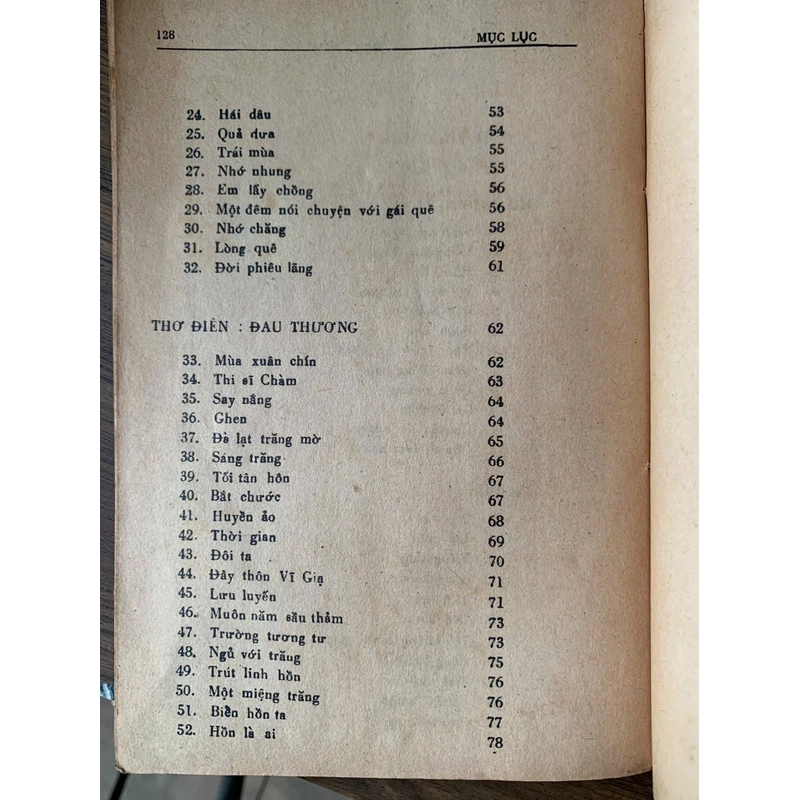 128 MỤC LỤC
24. Hái dâu 53
25. Quả dưa 54
26. Trái mùa 55
27. Nhớ nhung 55
28. Em lấy chồng 56
29. Một đêm nói chuyện với gái quê 56
30. Nhớ chăng 58
31. Lòng quê 59
32. Đời phiêu lãng 61
THƠ ĐIÊN : ĐAU THƯƠNG 62
33. Mùa xuân chín 62
34. Thi sĩ Chàm 63
35. Say nắng 64
36. Ghen 64
37. Đà lạt trăng mờ 65
38. Sáng trăng 66
39. Tối tân hôn 67
40. Bắt chước 67
41. Huyền ảo 68
42. Thời gian 69
43. Đôi ta 70
44. Đây thôn Vĩ Giạ 71
45. Lưu luyến 71
46. Muôn năm sầu thảm 73
47. Trường tương tư 73
48. Ngủ với trăng 75
49. Trút linh hồn 76
50. Một miệng trăng 76
51. Biển hồn ta 77
52. Hồn là ai 78